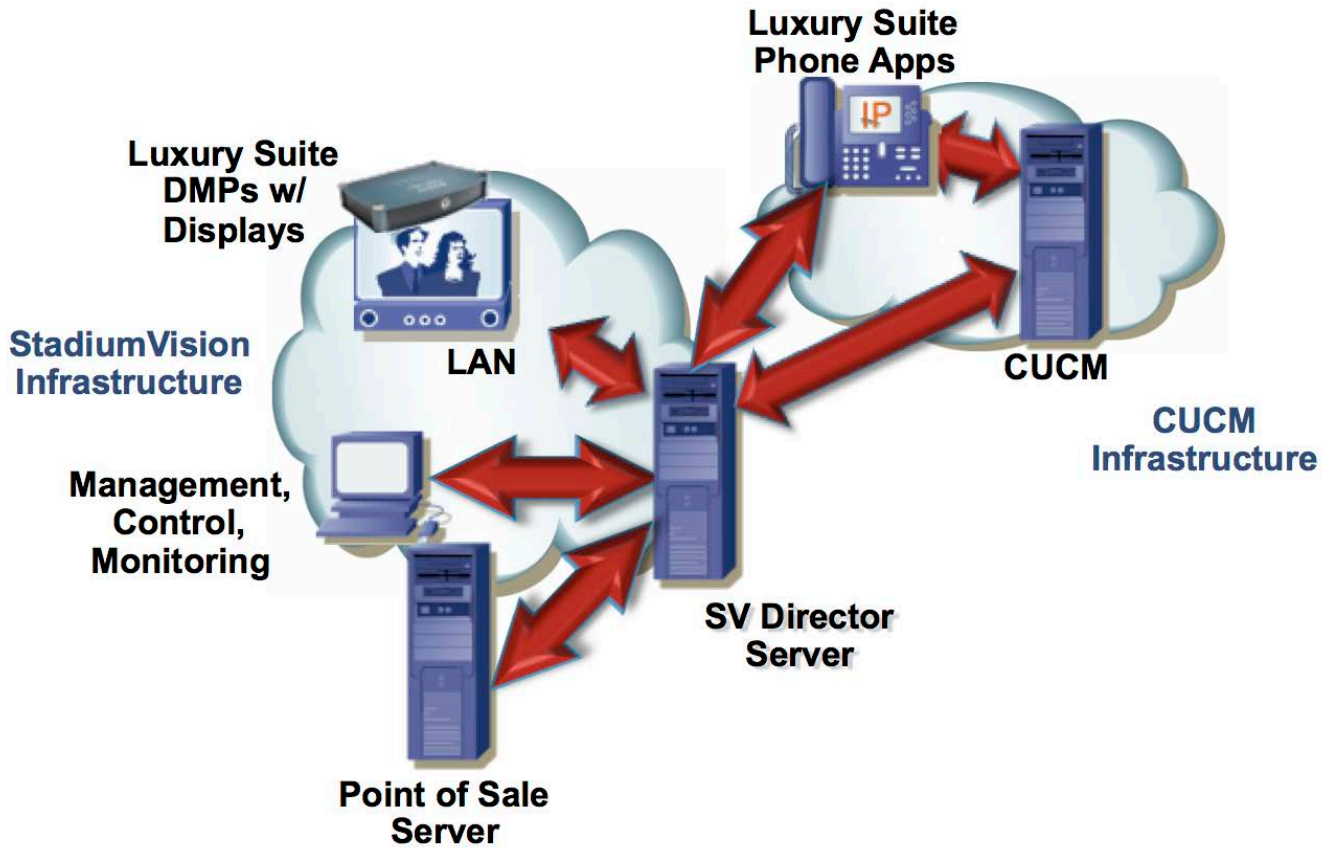 Luxury Suite
Phone Apps
IP
Luxury Suite
DMPs w/
Displays
StadiumVision
Infrastructure
LAN
CUCM
CUCM
Infrastructure
Management,
Control,
Monitoring
SV Director
Server
Point of Sale
Server